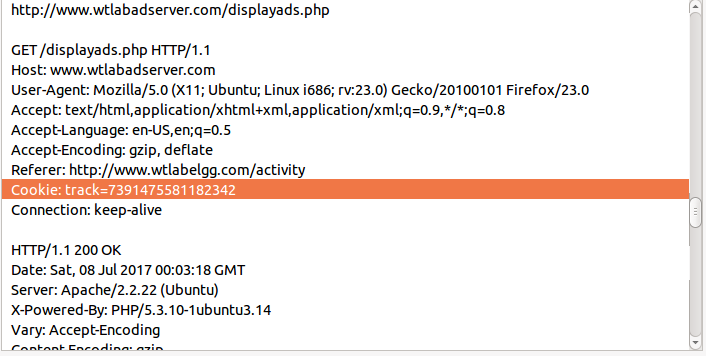 http://www.wtlabadserver.com/displayads.php
GET /displayads.php HTTP/1.1
Host: www.wtlabadserver.com
User-Agent: Mozilla/5.0 (X11; Ubuntu; Linux i686; rv:23.0) Gecko/20100101 Firefox/23.0
Accept: text/html,application/xhtml+xml,application/xml;q=0.9,*/*;q=0.8
Accept-Language: en-US,en;q=0.5
Accept-Encoding: gzip, deflate
Referer: http://www.wtlabelgg.com/activity
Cookie: track=7391475581182342
Connection: keep-alive
HTTP/1.1 200 OK
Date: Sat, 08 Jul 2017 00:03:18 GMT
Server: Apache/2.2.22 (Ubuntu)
X-Powered-By: PHP/5.3.10-1ubuntu3.14
Vary: Accept-Encoding
Content-Encoding: gzip